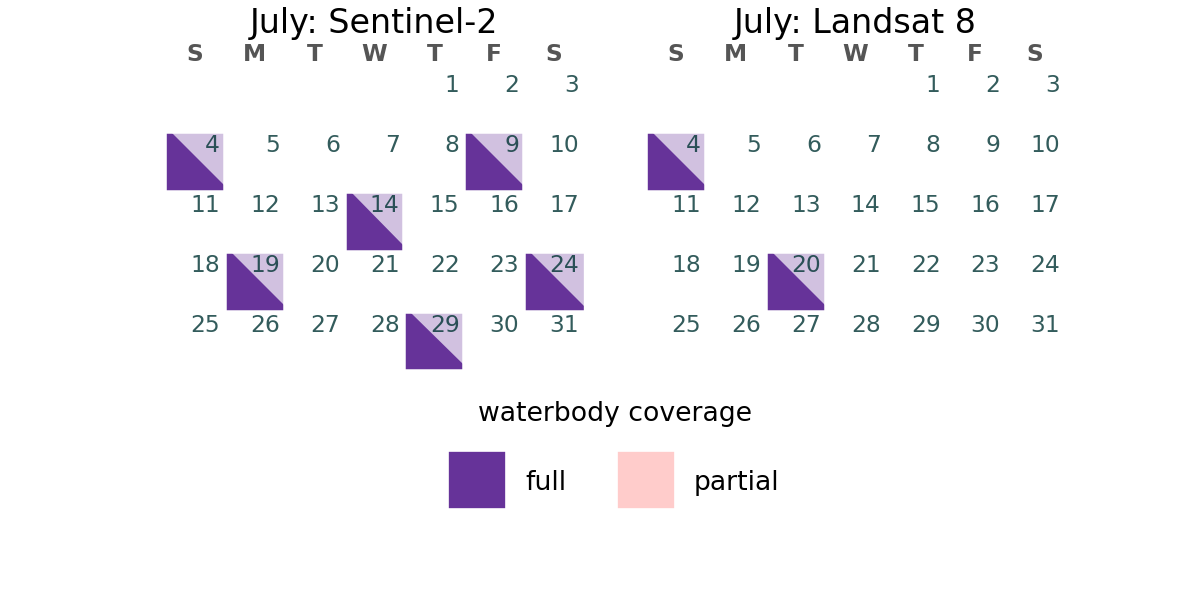 July: Sentinel-2
S M T W T F S
1 2 3
4 5 6 7 8 9 10
11 12 13 14 15 16 17
18 19 20 21 22 23 24
25 26 27 28 29 30 31
July: Landsat 8
S M T W T F S
1 2 3
4 5 6 7 8 9 10
11 12 13 14 15 16 17
18 19 20 21 22 23 24
25 26 27 28 29 30 31
waterbody coverage
full
partial